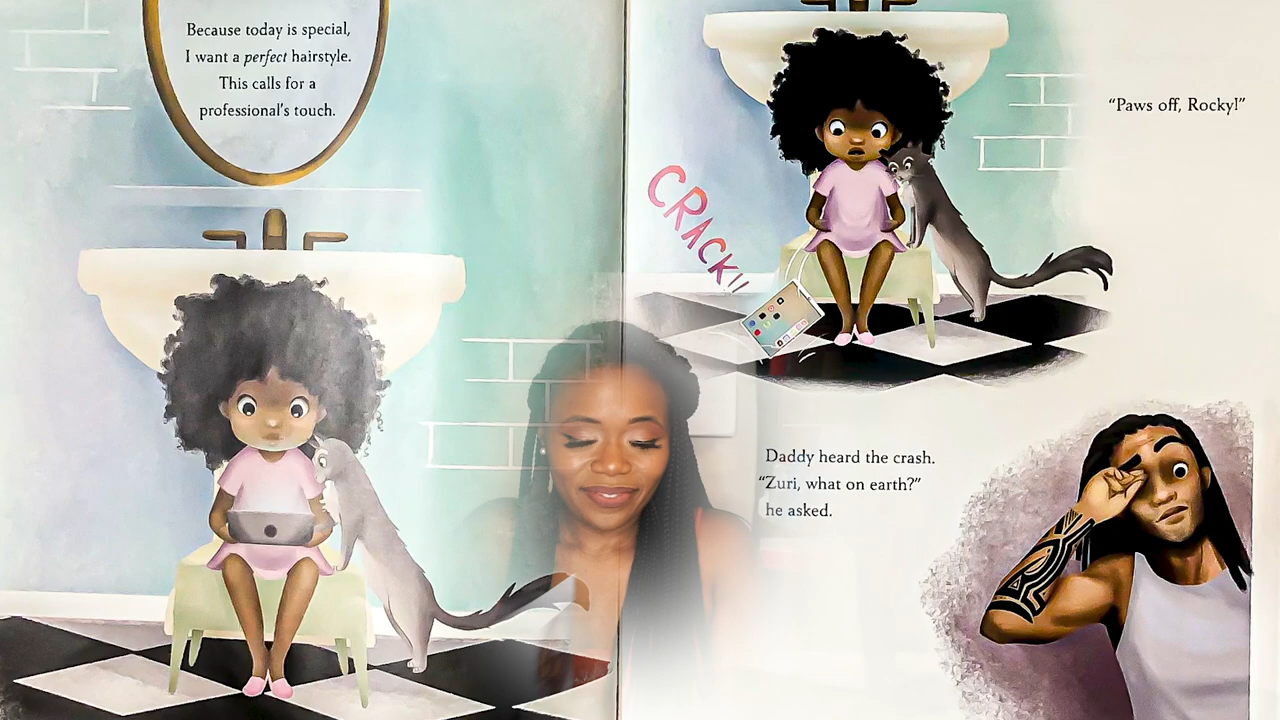 Because today is special,
I want a perfect hairstyle.
This calls for a
professional's touch.
CRACK!!
“Paws off, Rocky!”
Daddy heard the crash.
“Zuri, what on earth?”
he asked.